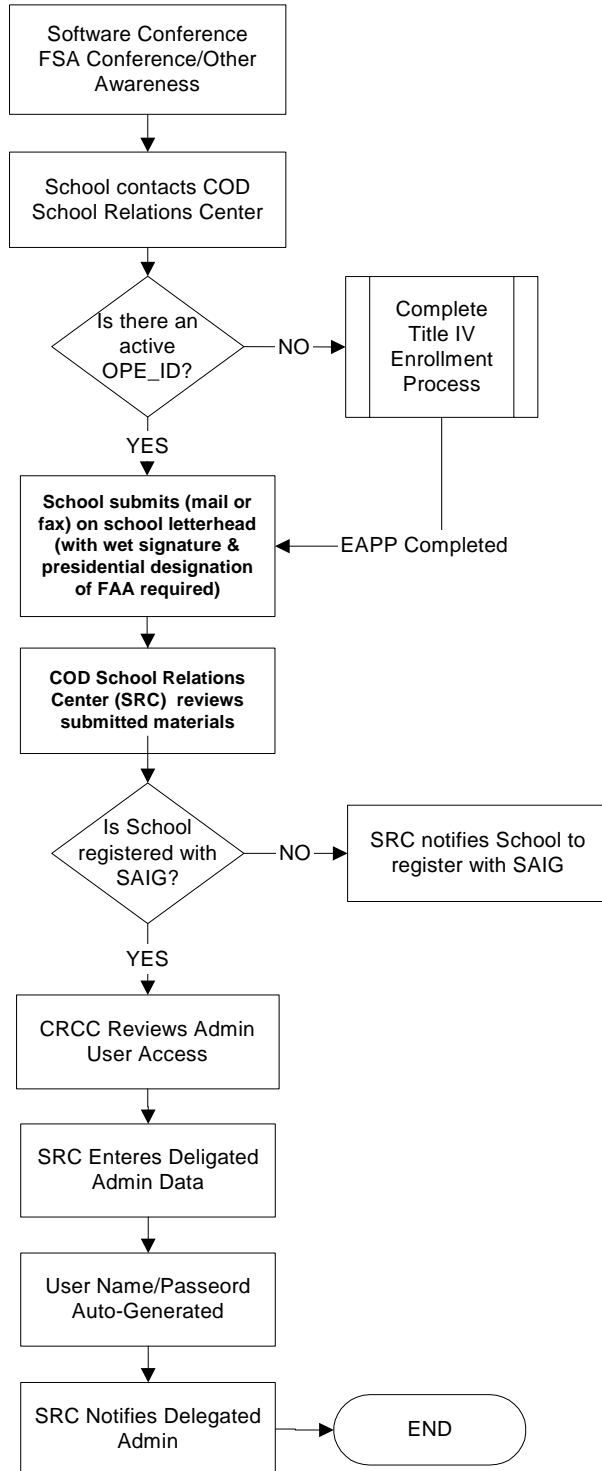 Software Conference
FSA Conference/Other
Awareness
School contacts COD
School Relations Center
Is there an
active
OPE_ID?
NO
Complete
Title IV
Enrollment
Process
YES
School submits (mail or
fax) on school letterhead
(with wet signature &
presidential designation
of FAA required)
EAPP Completed
COD School Relations
Center (SRC) reviews
submitted materials
Is School
registered with
SAIG?
NO
SRC notifies School to
register with SAIG
YES
CRCC Reviews Admin
User Access
SRC Enteres Deligated
Admin Data
User Name/Passeord
Auto-Generated
SRC Notifies Delegated
Admin
END